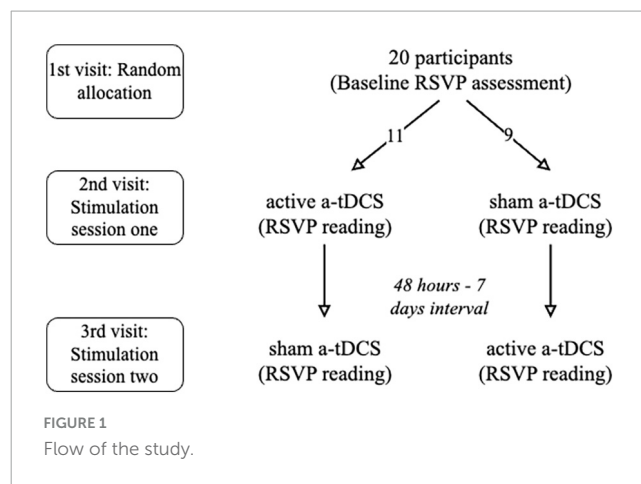 1st visit: Random
allocation
20 participants
(Baseline RSVP assessment)
11
9
2nd visit:
Stimulation
session one
active a-tDCS
(RSVP reading)
sham a-tDCS
(RSVP reading)
48 hours - 7
days interval
3rd visit:
Stimulation
session two
sham a-tDCS
(RSVP reading)
active a-tDCS
(RSVP reading)
FIGURE 1
Flow of the study.